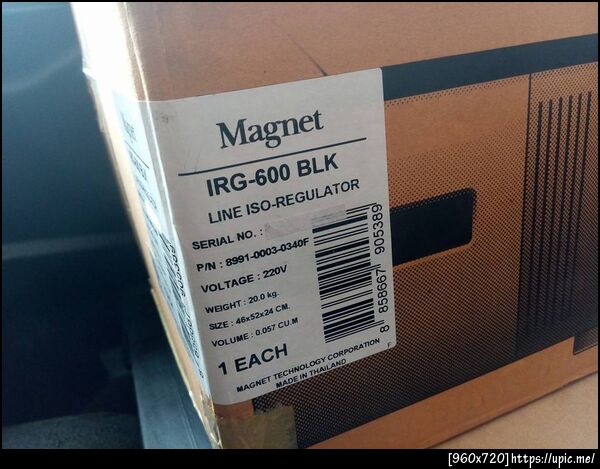 Magnet
IRG-600 BLK
LINE ISO-REGULATOR
SERIAL NO. :
P/N : 8991-0003-0340F
VOLTAGE : 220V
WEIGHT : 20.0 kg.
SIZE : 46x52x24 CM.
VOLUME : 0.057 CU.M
1 EACH
MAGNET TECHNOLOGY CORPORATION
MADE IN THAILAND
F
8 858667 905389
[960x720]https://upic.me/